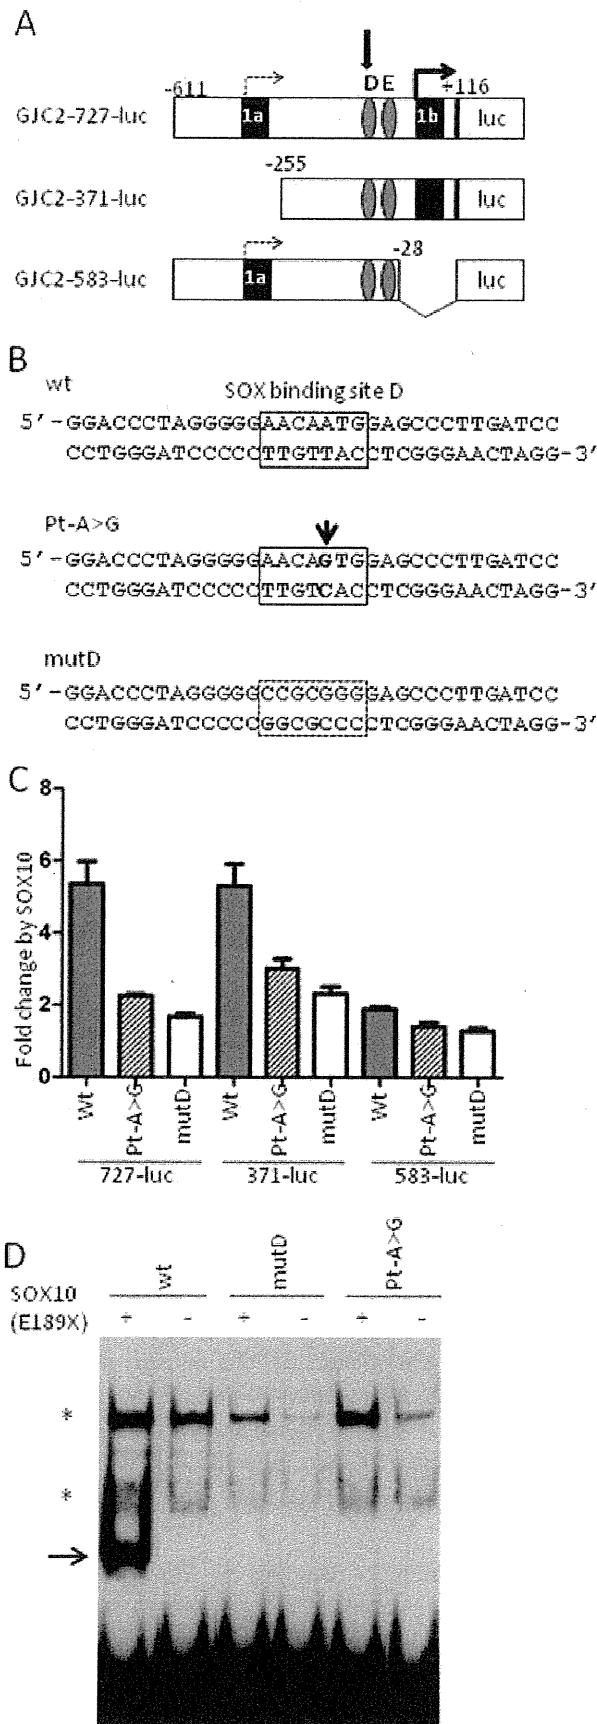 A
-611
1a
D E
1b
+116
GJC2-727-luc
luc
-255
GJC2-371-luc
luc
-28
GJC2-583-luc
1a
luc
B
wt
SOX binding site D
5'-GGACCCTAGGGGGAACAATGGAGCCCTTGATCC
CCTGGGATCCCCCTTGTTACCTCGGGAACTAGG-3'
Pt-A>G
5'-GGACCCTAGGGGGAACAGTGGAGCCCTTGATCC
CCTGGGATCCCCCTTGTCACCTCGGGAACTAGG-3'
mutD
5'-GGACCCTAGGGGGCCGCGGGGAGCCCTTGATCC
CCTGGGATCCCCCGGCGCCCCTCGGGAACTAGG-3'
C
Fold change by SOX10
8
6
4
2
0
wt
Pt-A>G
mutD
wt
Pt-A>G
mutD
wt
Pt-A>G
mutD
727-luc
371-luc
583-luc
D
wt
mutD
Pt-A>G
SOX10
(E189X)
+ - + - + -
*
*